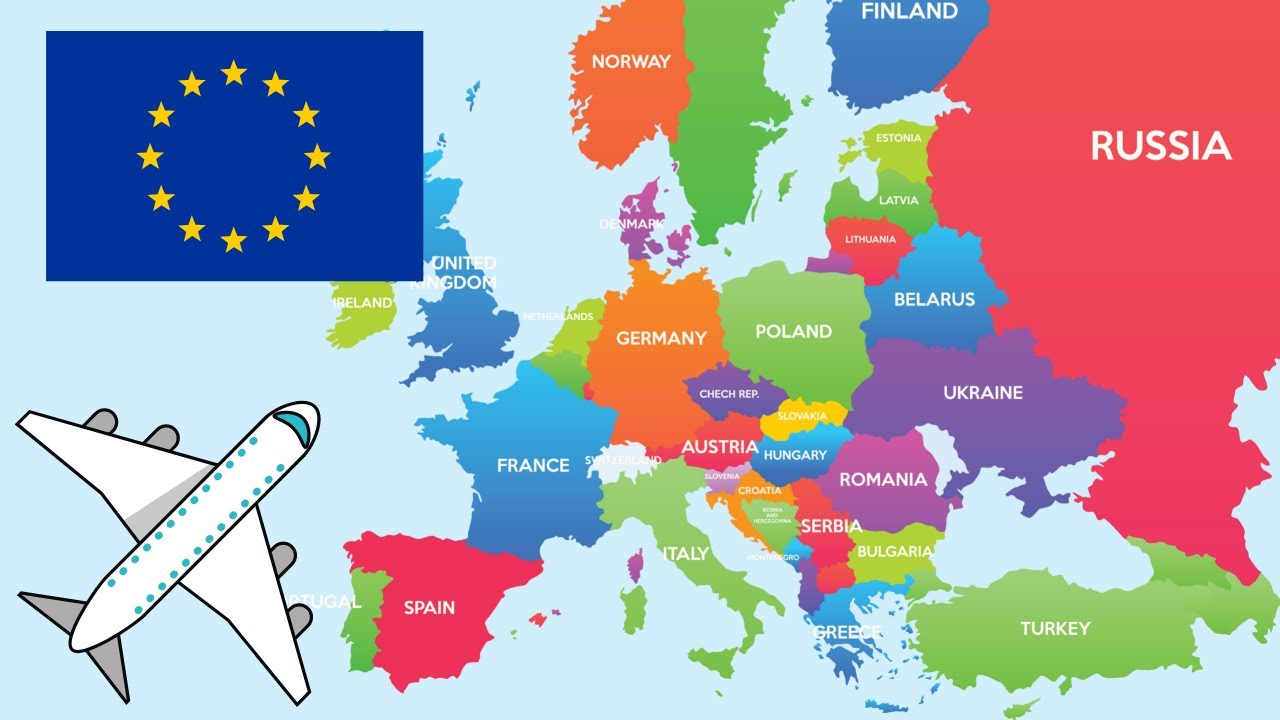 FINLAND
NORWAY
RUSSIA
ESTONIA
LATVIA
DENMARK
LITHUANIA
UNITED
KINGDOM
IRELAND
BELARUS
NETHERLANDS
GERMANY
POLAND
UKRAINE
CHECH REP.
SLOVAKIA
AUSTRIA
HUNGARY
FRANCE
SWITZERLAND
SLOVENIA
ROMANIA
CROATIA
BOSNIA
AND
HERCEGOVINA
SERBIA
ITALY
MONTENEGRO
BULGARIA
RTUGAL
SPAIN
GREECE
TURKEY